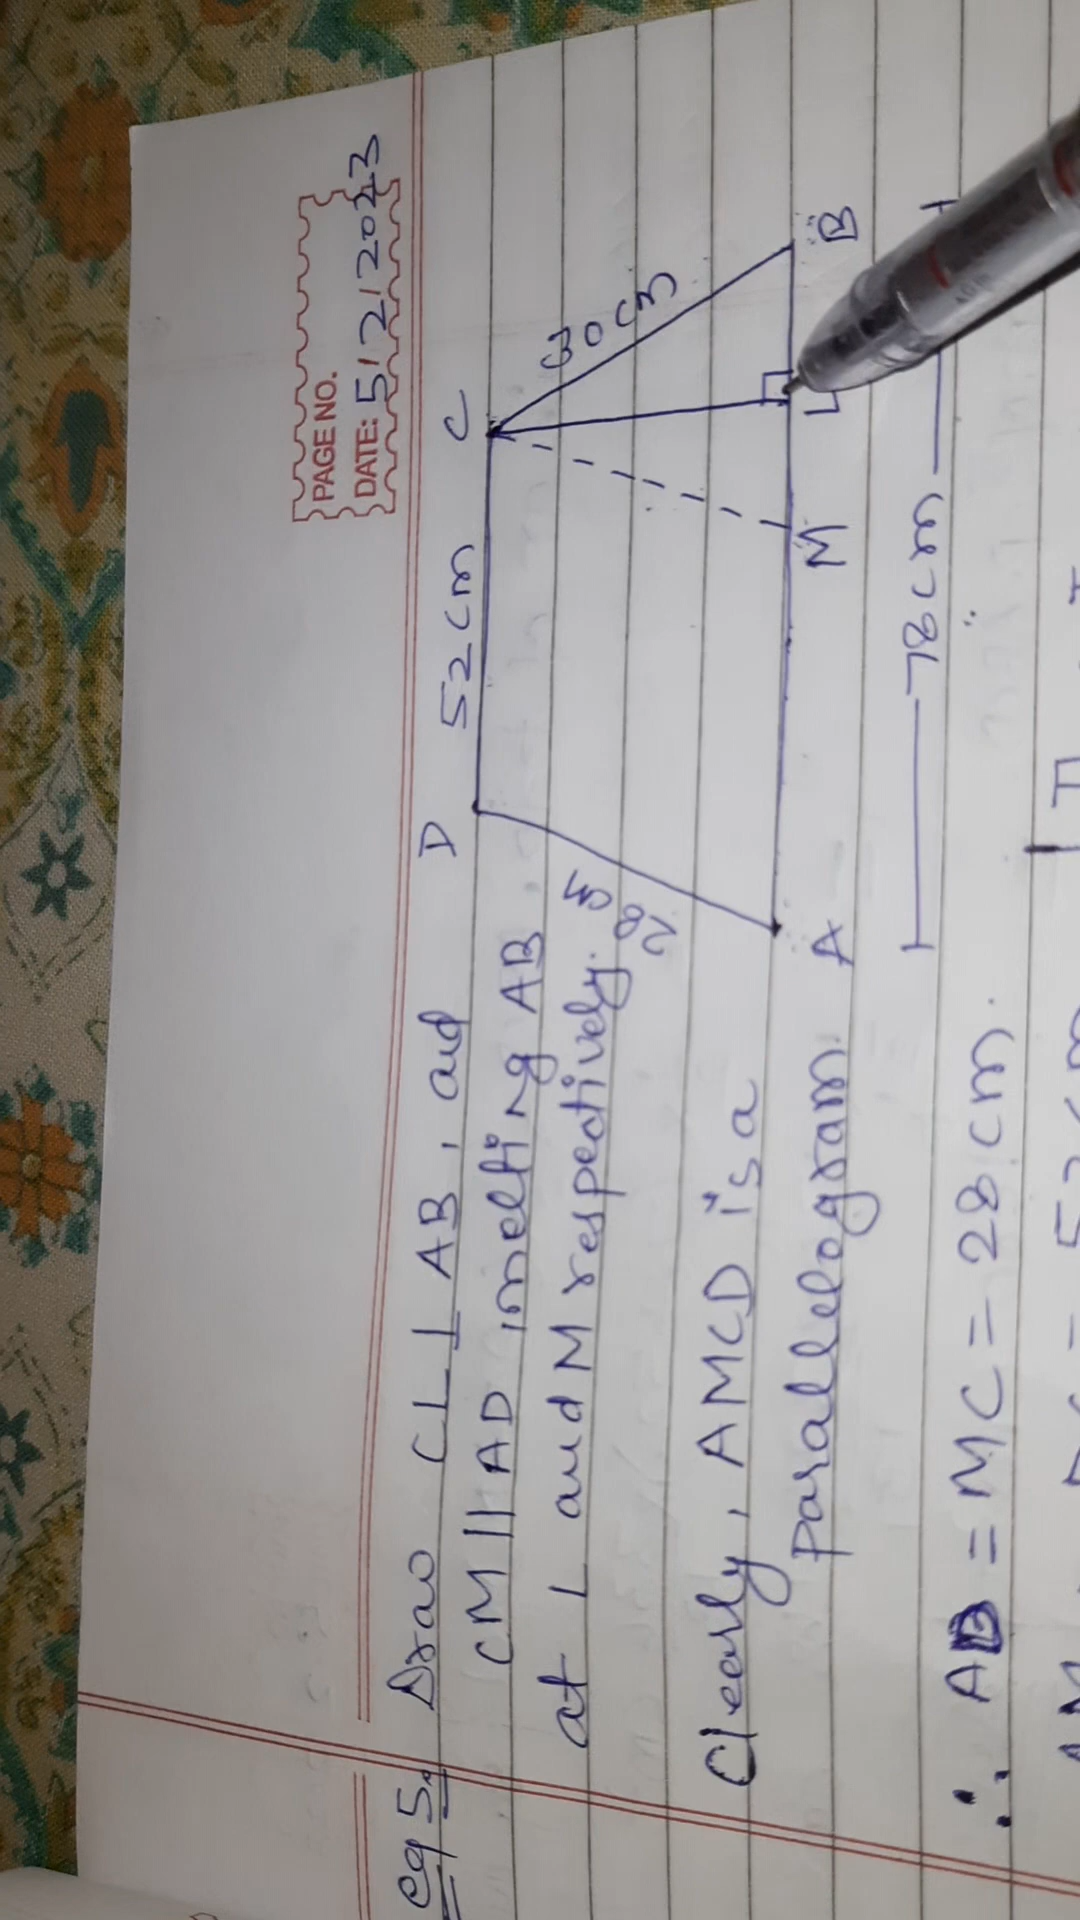 PAGE NO.
DATE: 5/12/2023
eg 5. Draw CL ⊥ AB, and
CM || AD meeting AB
at L and M respectively.
Clearly, AMCD is a
parallelogram.
∴ AD = MC = 28 cm.
D 52 cm C
30 cm
28 cm
A M L B
78 cm